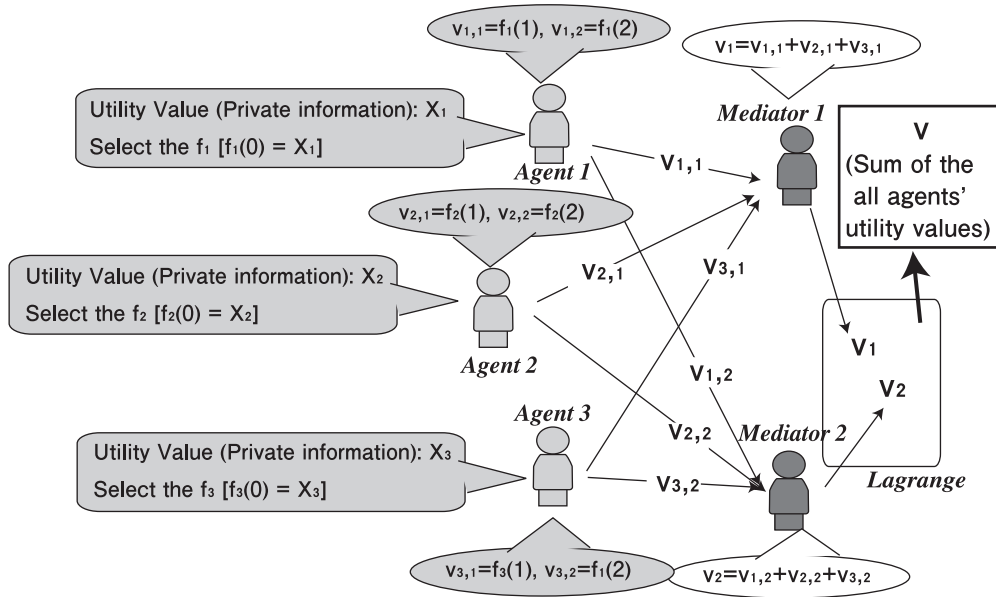 v1,1=f1(1), v1,2=f1(2)
v1=v1,1+v2,1+v3,1
Utility Value (Private information): X1
Select the f1 [f1(0) = X1]
Agent 1
Mediator 1
V
(Sum of the
all agents'
utility values)
V1,1
v2,1=f2(1), v2,2=f2(2)
Utility Value (Private information): X2
Select the f2 [f2(0) = X2]
Agent 2
V2,1
V3,1
V1
V2
V1,2
Agent 3
V2,2
Mediator 2
Utility Value (Private information): X3
Select the f3 [f3(0) = X3]
V3,2
Lagrange
v3,1=f3(1), v3,2=f1(2)
v2=v1,2+v2,2+v3,2